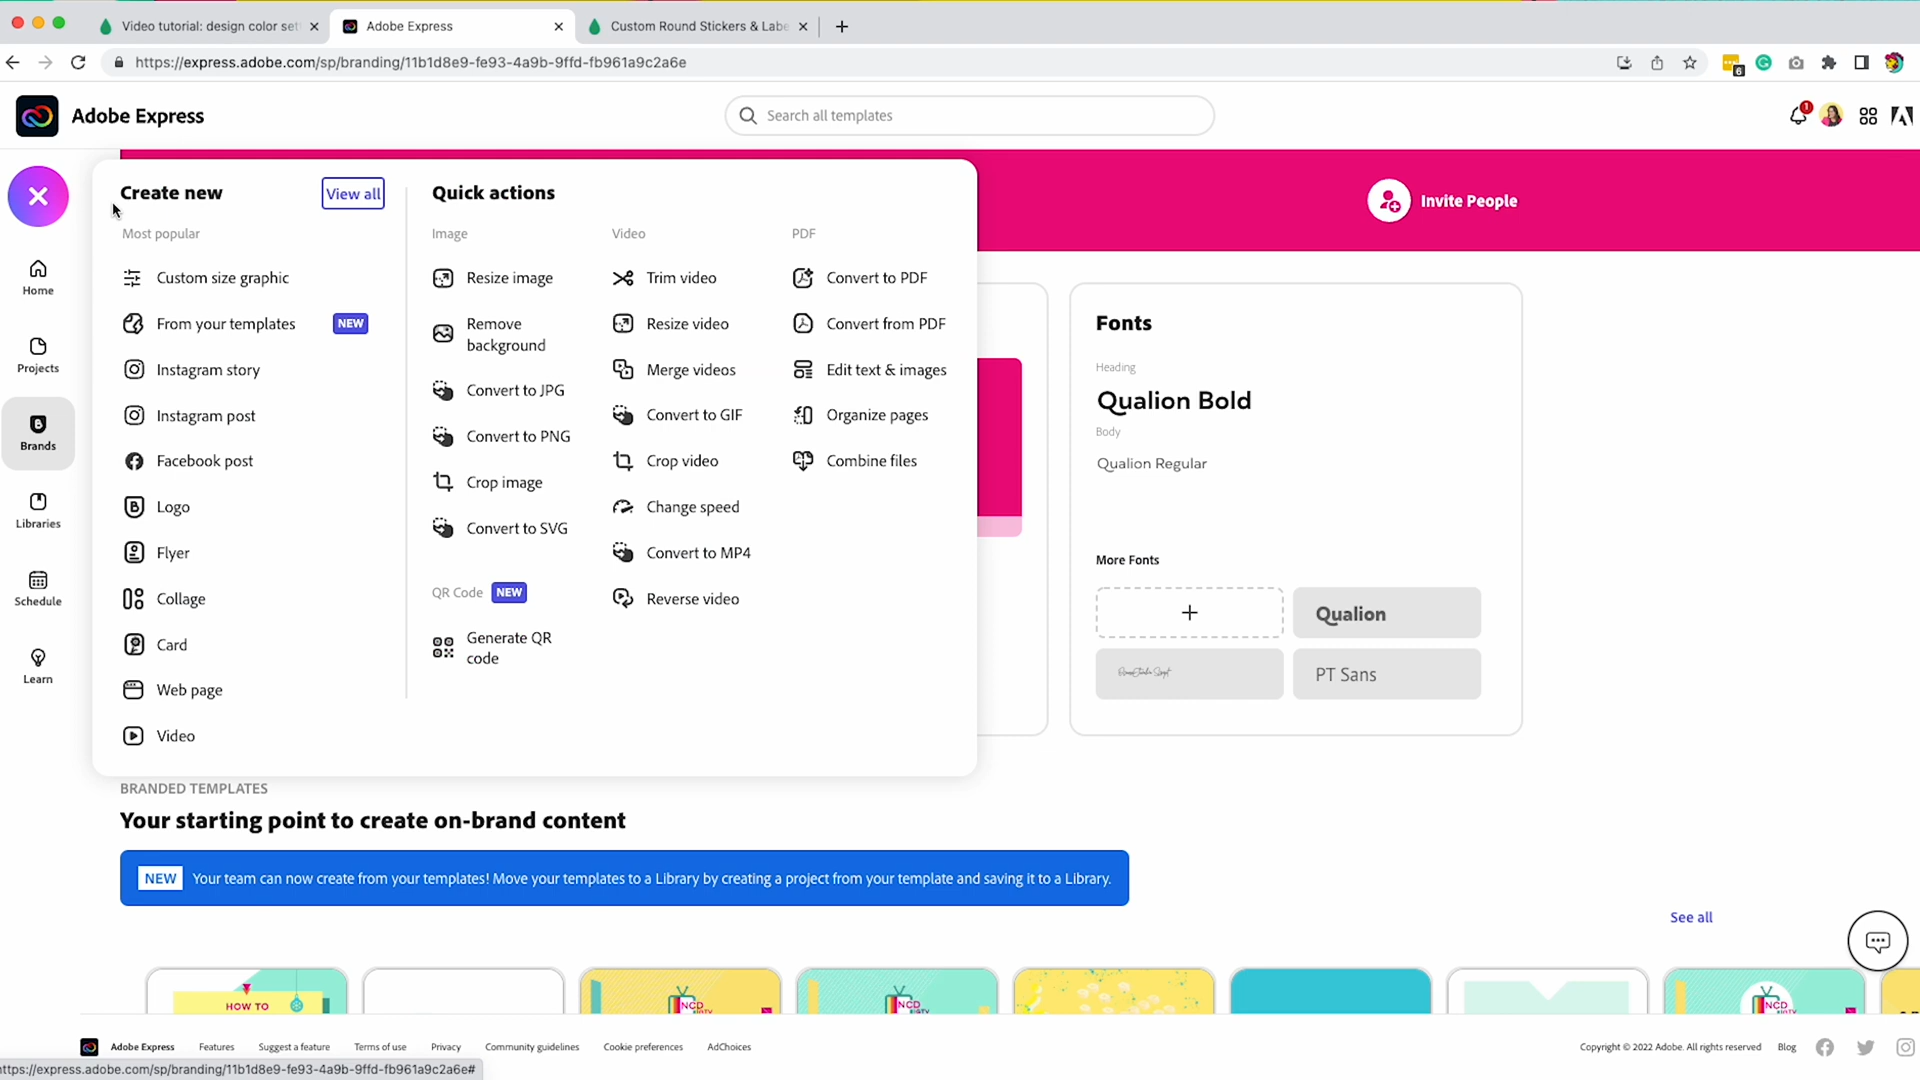 Video tutorial: design color set
Adobe Express
Custom Round Stickers & Labe
https://express.adobe.com/sp/branding/11b1d8e9-fe93-4a9b-9ffd-fb961a9c2a6e
6
Adobe Express
Search all templates
1
Create new
View all
Most popular
Custom size graphic
From your templates
NEW
Instagram story
Instagram post
Facebook post
Logo
Flyer
Collage
Card
Web page
Video
Quick actions
Image
Resize image
Remove
background
Convert to JPG
Convert to PNG
Crop image
Convert to SVG
QR Code NEW
Generate QR
code
Video
Trim video
Resize video
Merge videos
Convert to GIF
Crop video
Change speed
Convert to MP4
Reverse video
PDF
Convert to PDF
Convert from PDF
Edit text & images
Organize pages
Combine files
Invite People
Home
Projects
Brands
Libraries
Schedule
Learn
Fonts
Heading
Qualion Bold
Body
Qualion Regular
More Fonts
Qualion
PT Sans
BRANDED TEMPLATES
Your starting point to create on-brand content
NEW Your team can now create from your templates! Move your templates to a Library by creating a project from your template and saving it to a Library.
See all
HOW TO
NCD
NCD
NCD
Adobe Express
Features
Suggest a feature
Terms of use
Privacy
Community guidelines
Cookie preferences
AdChoices
Copyright © 2022 Adobe. All rights reserved
Blog
https://express.adobe.com/sp/branding/11b1d8e9-fe93-4a9b-9ffd-fb961a9c2a6e#